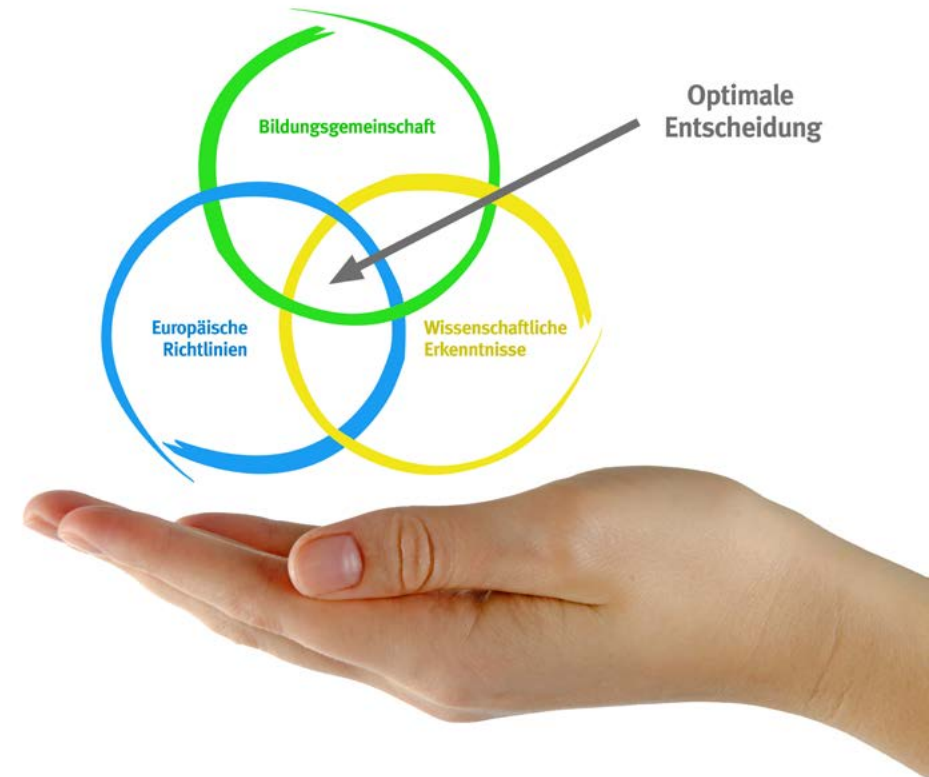 Optimale
Entscheidung
Bildungsgemeinschaft
Europäische
Richtlinien
Wissenschaftliche
Erkenntnisse